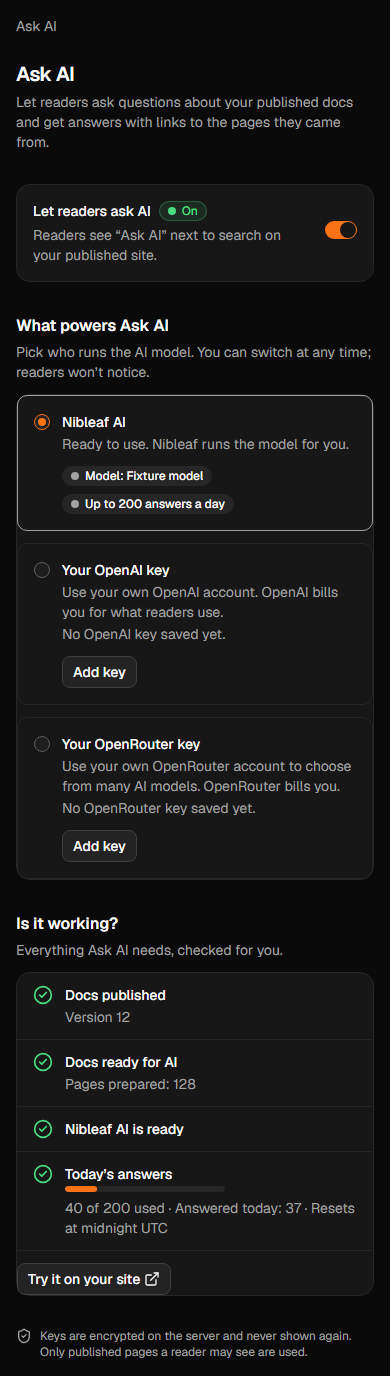 Ask AI
Ask AI
Let readers ask questions about your published docs
and get answers with links to the pages they came
from.
Let readers ask AI
On
Readers see “Ask AI” next to search on
your published site.
What powers Ask AI
Pick who runs the AI model. You can switch at any time;
readers won’t notice.
Nibleaf AI
Ready to use. Nibleaf runs the model for you.
Model: Fixture model
Up to 200 answers a day
Your OpenAI key
Use your own OpenAI account. OpenAI bills
you for what readers use.
No OpenAI key saved yet.
Add key
Your OpenRouter key
Use your own OpenRouter account to choose
from many AI models. OpenRouter bills you.
No OpenRouter key saved yet.
Add key
Is it working?
Everything Ask AI needs, checked for you.
Docs published
Version 12
Docs ready for AI
Pages prepared: 128
Nibleaf AI is ready
Today’s answers
40 of 200 used · Answered today: 37 · Resets
at midnight UTC
Try it on your site
Keys are encrypted on the server and never shown again.
Only published pages a reader may see are used.